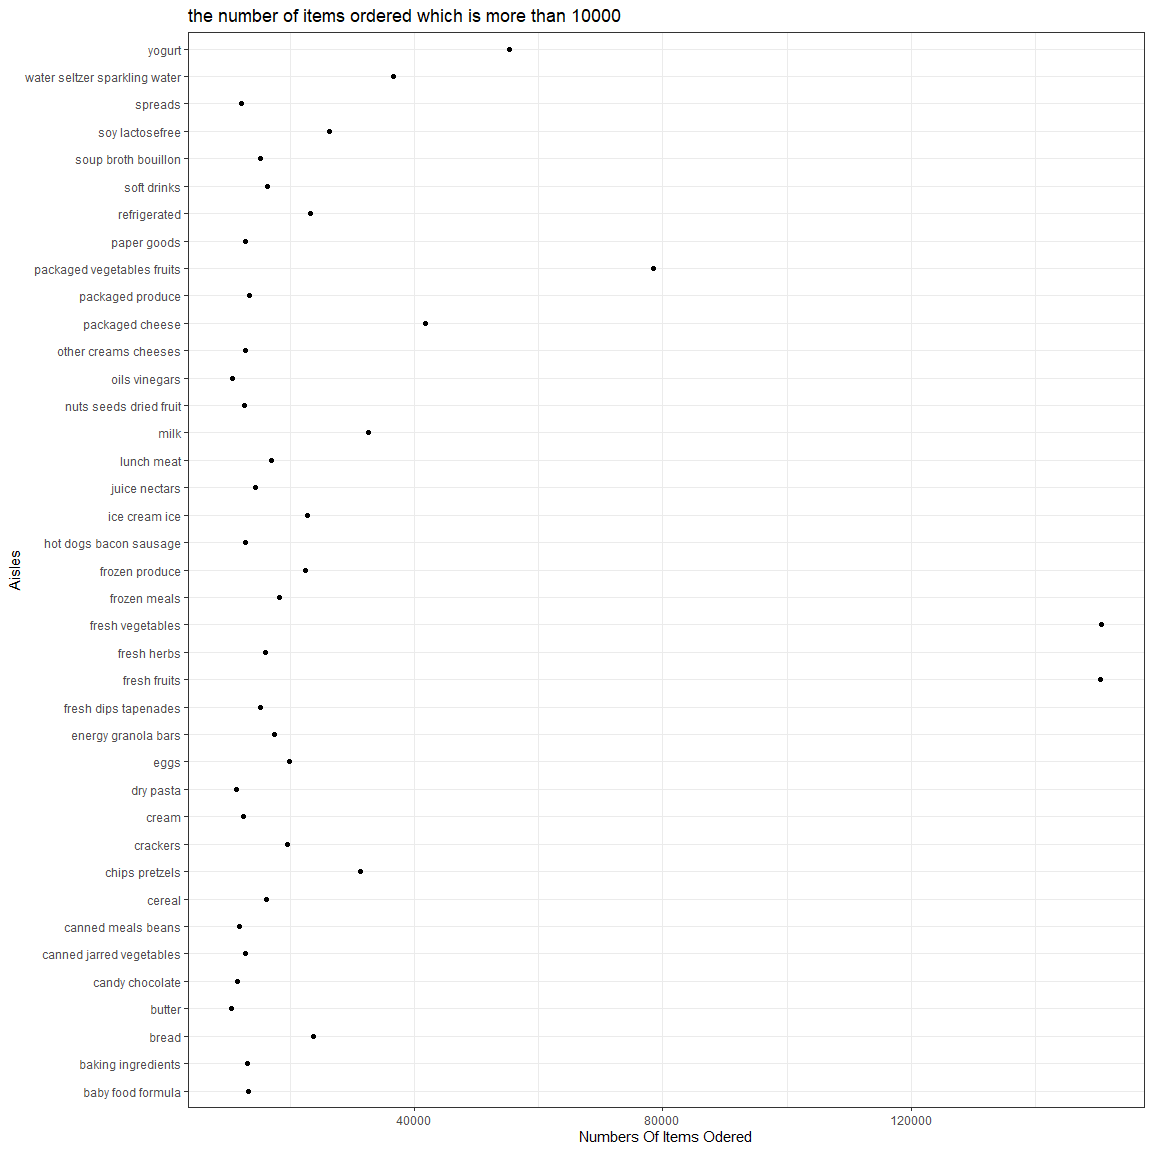 the number of items ordered which is more than 10000
yogurt
water seltzer sparkling water
spreads
soy lactosefree
soup broth bouillon
soft drinks
refrigerated
paper goods
packaged vegetables fruits
packaged produce
packaged cheese
other creams cheeses
oils vinegars
nuts seeds dried fruit
milk
lunch meat
juice nectars
ice cream ice
hot dogs bacon sausage
frozen produce
frozen meals
fresh vegetables
fresh herbs
fresh fruits
fresh dips tapenades
energy granola bars
eggs
dry pasta
cream
crackers
chips pretzels
cereal
canned meals beans
canned jarred vegetables
candy chocolate
butter
bread
baking ingredients
baby food formula
Aisles
40000 80000 120000
Numbers Of Items Odered